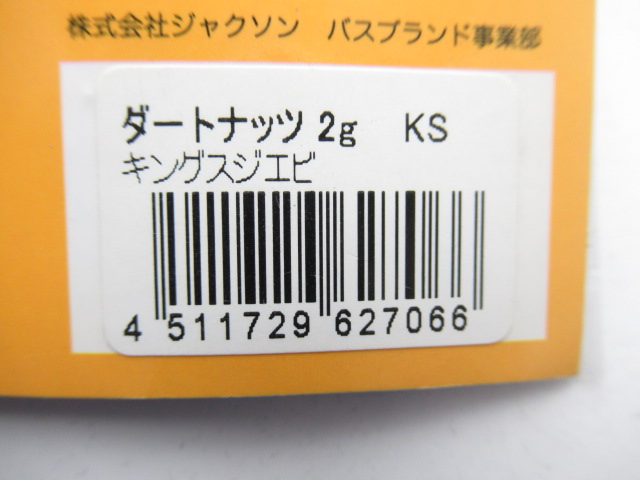 株式会社ジャクソン　バスブランド事業部
ダートナッツ 2g　KS
キングスジエビ
4 511729 627066